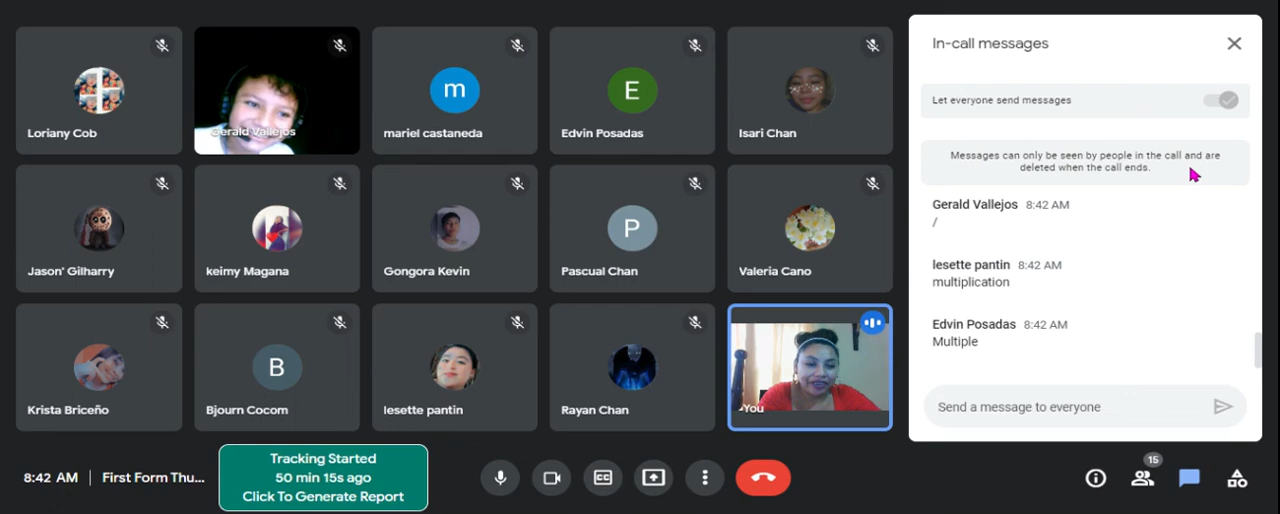 Loriany Cob
Gerald Vallejos
m
mariel castaneda
E
Edvin Posadas
Isari Chan
Jason' Gilharry
keimy Magana
Gongora Kevin
P
Pascual Chan
Valeria Cano
Krista Briceño
B
Bjourn Cocom
lesette pantin
Rayan Chan
You
In-call messages
Let everyone send messages
Messages can only be seen by people in the call and are
deleted when the call ends.
Gerald Vallejos 8:42 AM
/
lesette pantin 8:42 AM
multiplication
Edvin Posadas 8:42 AM
Multiple
Send a message to everyone
8:42 AM | First Form Thu...
Tracking Started
50 min 15s ago
Click To Generate Report
CC
15